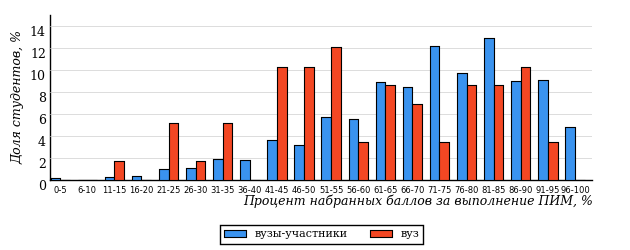 Доля студентов, %
14
12
10
8
6
4
2
0
0-5 6-10 11-15 16-20 21-25 26-30 31-35 36-40 41-45 46-50 51-55 56-60 61-65 66-70 71-75 76-80 81-85 86-90 91-95 96-100
Процент набранных баллов за выполнение ПИМ, %
вузы-участники вуз